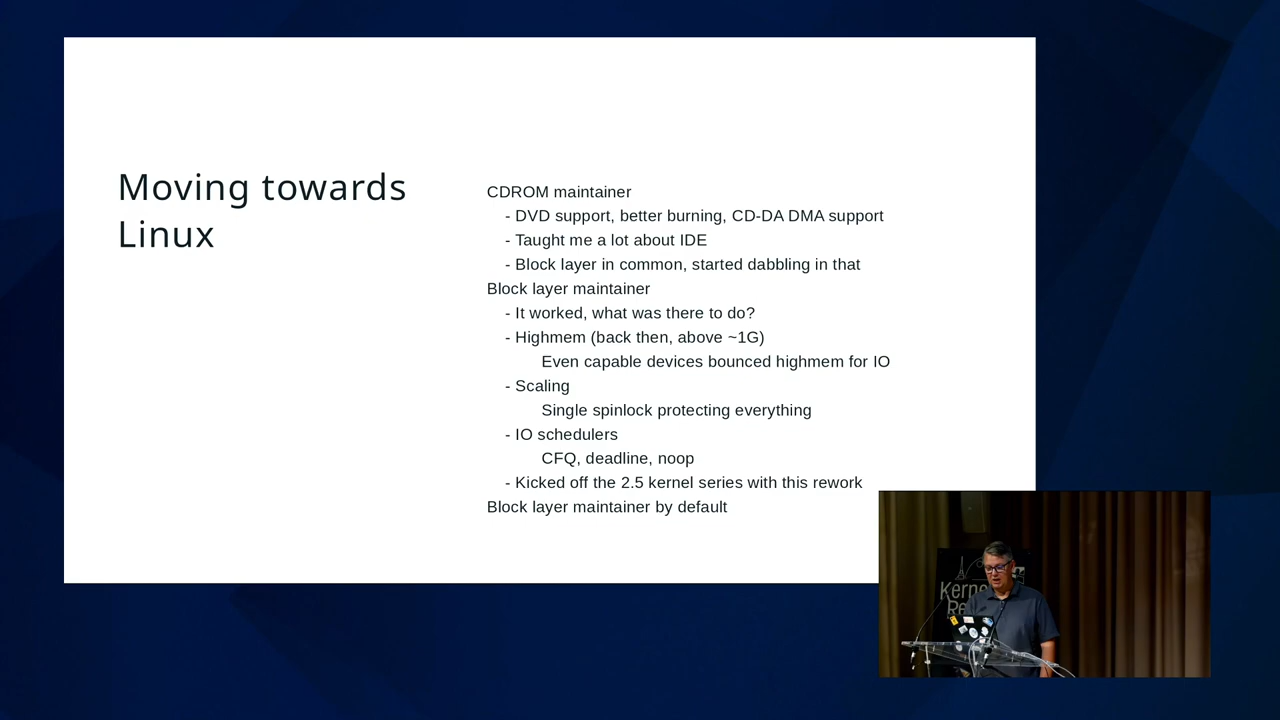 Moving towards
Linux
CDROM maintainer
- DVD support, better burning, CD-DA DMA support
- Taught me a lot about IDE
- Block layer in common, started dabbling in that
Block layer maintainer
- It worked, what was there to do?
- Highmem (back then, above ~1G)
Even capable devices bounced highmem for IO
- Scaling
Single spinlock protecting everything
- IO schedulers
CFQ, deadline, noop
- Kicked off the 2.5 kernel series with this rework
Block layer maintainer by default